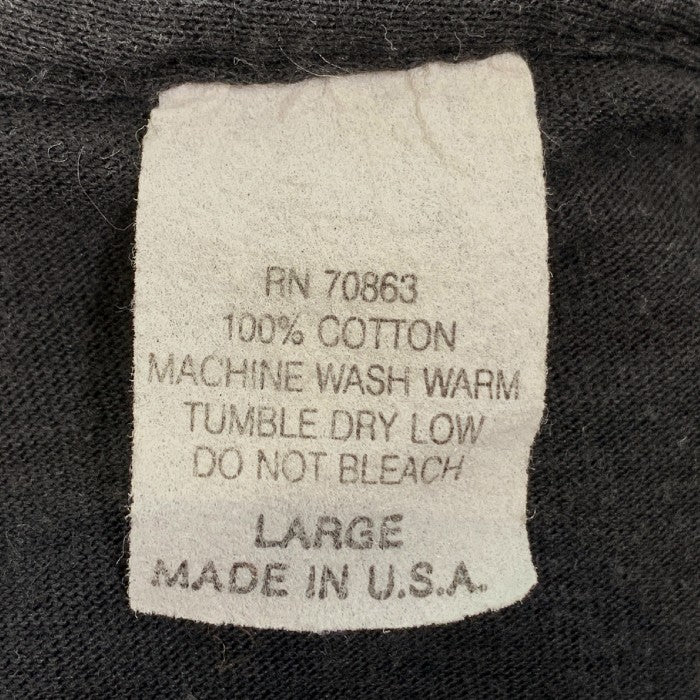 RN 70863
100% COTTON
MACHINE WASH WARM
TUMBLE DRY LOW
DO NOT BLEACH
LARGE
MADE IN U.S.A.